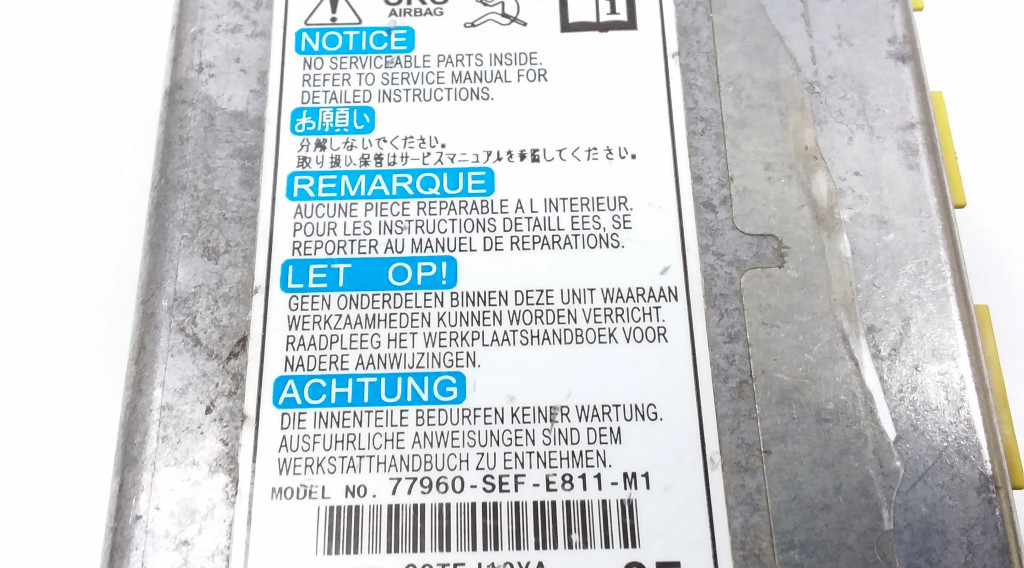 SRS
AIRBAG
NOTICE
NO SERVICEABLE PARTS INSIDE.
REFER TO SERVICE MANUAL FOR
DETAILED INSTRUCTIONS.
お願い
分解しないでください。
取り扱い、保管はサービスマニュアルを参照してください。
REMARQUE
AUCUNE PIECE REPARABLE A L INTERIEUR.
POUR LES INSTRUCTIONS DETAILL EES, SE
REPORTER AU MANUEL DE REPARATIONS.
LET OP!
GEEN ONDERDELEN BINNEN DEZE UNIT WAARAAN
WERKZAAMHEDEN KUNNEN WORDEN VERRICHT.
RAADPLEEG HET WERKPLAATSHANDBOEK VOOR
NADERE AANWIJZINGEN.
ACHTUNG
DIE INNENTEILE BEDURFEN KEINER WARTUNG.
AUSFUHRLICHE ANWEISUNGEN SIND DEM
WERKSTATTHANDBUCH ZU ENTNEHMEN.
MODEL NO. 77960-SEF-E811-M1